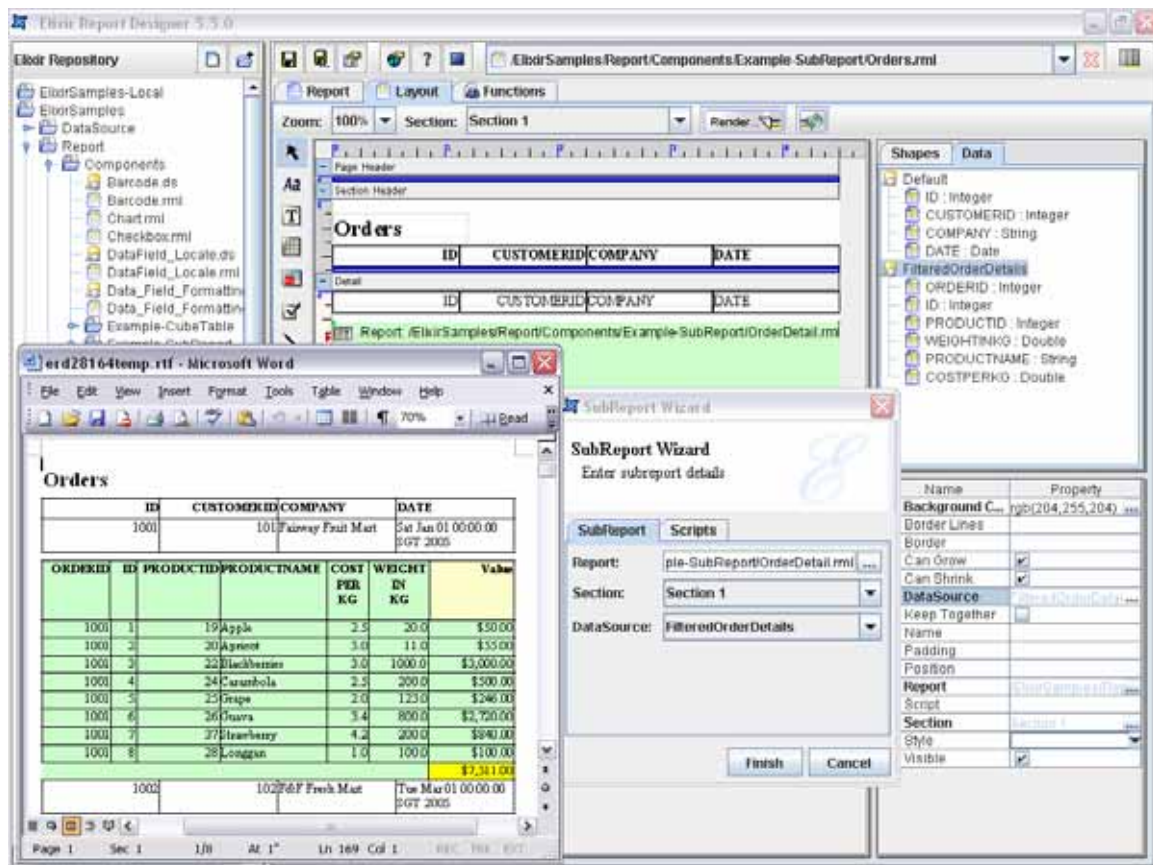 Elixir Report Designer 5.5.0
Elixir Repository
/ElixirSamples/Report/Components/Example-SubReport/Orders.rml
ElixirSamples-Local
ElixirSamples
DataSource
Report
Components
Barcode.ds
Barcode.rml
Chart.rml
Checkbox.rml
DataField_Locale.ds
DataField_Locale.rml
Data_Field_Formattin
Data_Field_Formattin
Example-CubeTable
Example-SubReport
Report Layout Functions
Zoom: 100% Section: Section 1 Render
Page Header
Section Header
Orders
ID CUSTOMERID COMPANY DATE
Detail
ID CUSTOMERID COMPANY DATE
Report: /ElixirSamples/Report/Components/Example-SubReport/OrderDetail.rml
Shapes Data
Default
ID : Integer
CUSTOMERID : Integer
COMPANY : String
DATE : Date
FilteredOrderDetails
ORDERID : Integer
ID : Integer
PRODUCTID : Integer
WEIGHTINKG : Double
PRODUCTNAME : String
COSTPERKG : Double
erd28164temp.rtf - Microsoft Word
File Edit View Insert Format Tools Table Window Help
70% Read
Orders
ID CUSTOMERID COMPANY DATE
1001 101 Fairway Fruit Mart Sat Jan 01 00:00:00
SGT 2005
ORDERID ID PRODUCTID PRODUCTNAME COST WEIGHT Value
PER IN
KG KG
1001 1 19 Apple 2.5 20.0 $50.00
1001 2 20 Apricot 5.0 11.0 $55.00
1001 3 22 Blackberries 3.0 1000.0 $3,000.00
1001 4 24 Carambola 2.5 200.0 $500.00
1001 5 25 Grape 2.0 123.0 $246.00
1001 6 26 Guava 3.4 800.0 $2,720.00
1001 7 37 Strawberry 4.2 200.0 $840.00
1001 8 28 Longgan 1.0 100.0 $100.00
$7,511.00
1002 102 F&F Fresh Mart Tue Mar 01 00:00:00
SGT 2005
Page 1 Sec 1 1/8 At 1" Ln 169 Col 1 REC TRK EXT
SubReport Wizard
SubReport Wizard
Enter subreport details
SubReport Scripts
Report: ple-SubReport/OrderDetail.rml ...
Section: Section 1
DataSource: FilteredOrderDetails
Finish Cancel
Name Property
Background C... rgb(204,255,204) ...
Border Lines
Border
Can Grow
Can Shrink
DataSource FilteredOrderDetai ...
Keep Together
Name
Padding
Position
Report /ElixirSamples/Rep ...
Script
Section Section 1 ...
Style
Visible